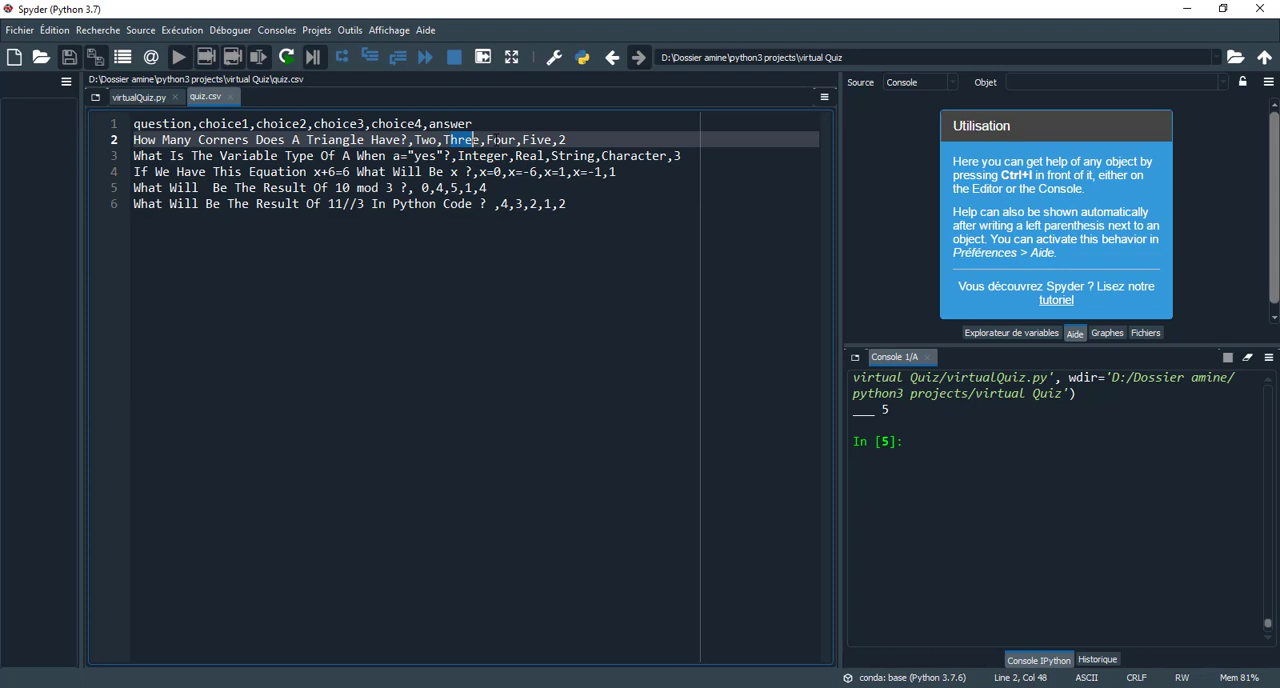 Spyder (Python 3.7)
Fichier Édition Recherche Source Exécution Déboguer Consoles Projets Outils Affichage Aide
D:\Dossier amine\python3 projects\virtual Quiz
D:\Dossier amine\python3 projects\virtual Quiz\quiz.csv
virtualQuiz.py quiz.csv
1 question,choice1,choice2,choice3,choice4,answer
2 How Many Corners Does A Triangle Have?,Two,Three,Four,Five,2
3 What Is The Variable Type Of A When a="yes"?,Integer,Real,String,Character,3
4 If We Have This Equation x+6=6 What Will Be x ?,x=0,x=-6,x=1,x=-1,1
5 What Will  Be The Result Of 10 mod 3 ?, 0,4,5,1,4
6 What Will Be The Result Of 11//3 In Python Code ? ,4,3,2,1,2
Source Console Objet
Utilisation
Here you can get help of any object by
pressing Ctrl+I in front of it, either on
the Editor or the Console.
Help can also be shown automatically
after writing a left parenthesis next to an
object. You can activate this behavior in
Préférences > Aide.
Vous découvrez Spyder ? Lisez notre
tutoriel
Explorateur de variables Aide Graphes Fichiers
Console 1/A
virtual Quiz/virtualQuiz.py', wdir='D:/Dossier amine/
python3 projects/virtual Quiz')
___ 5
In [5]:
Console IPython Historique
conda: base (Python 3.7.6) Line 2, Col 48 ASCII CRLF RW Mem 81%